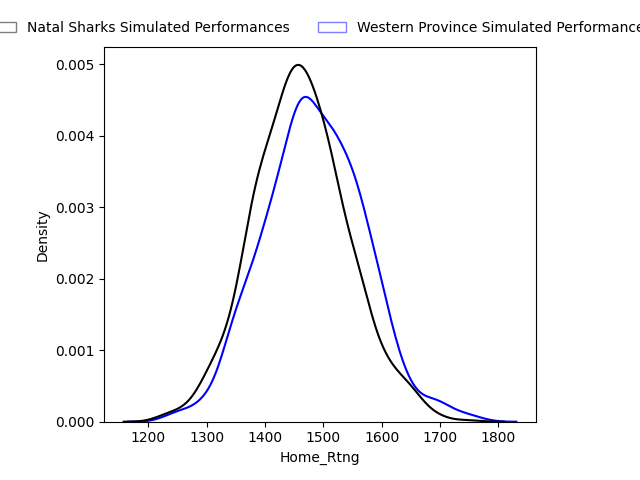 Natal Sharks Simulated Performances
Western Province Simulated Performance
0.005
0.004
0.003
0.002
0.001
0.000
Density
1200 1300 1400 1500 1600 1700 1800
Home_Rtng